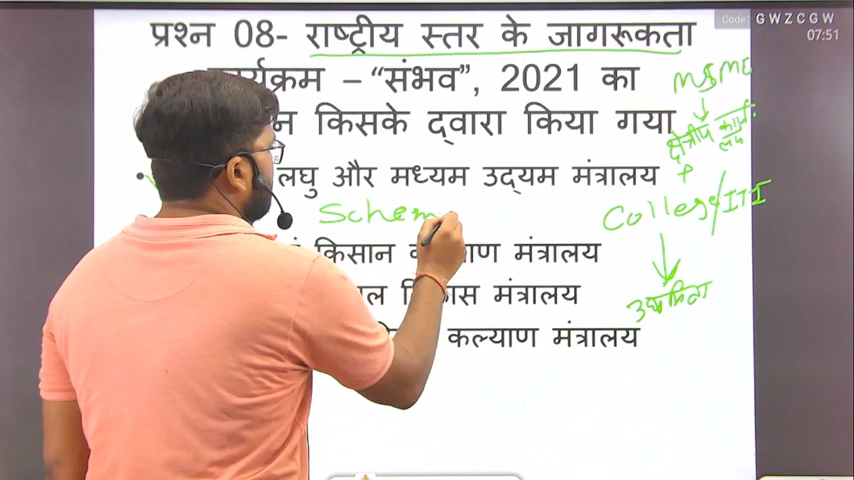 Code: GWZCGW
07:51
प्रश्न 08- राष्ट्रीय स्तर के जागरूकता
कार्यक्रम – “संभव”, 2021 का
न किसके द्वारा किया गया
लघु और मध्यम उद्यम मंत्रालय
किसान क ाण मंत्रालय
ल वि कास मंत्रालय
कल्याण मंत्रालय
MSME
क्षेत्रीय
+
College/ITI
Schem